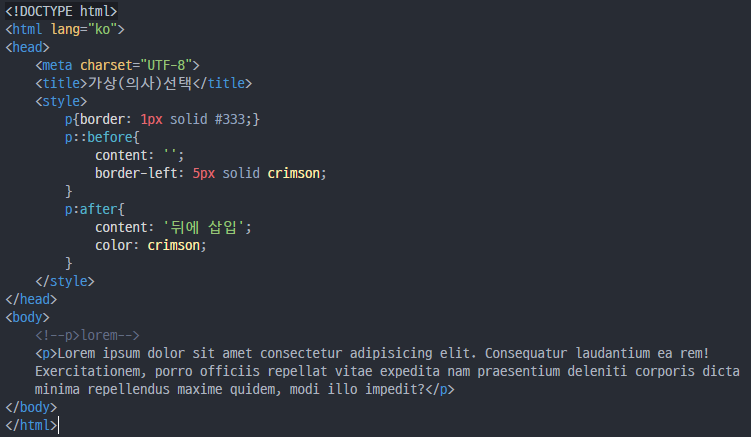 <!DOCTYPE html>
<html lang="ko">
<head>
    <meta charset="UTF-8">
    <title>가상(의사)선택</title>
    <style>
        p{border: 1px solid #333;}
        p::before{
            content: '';
            border-left: 5px solid crimson;
        }
        p:after{
            content: '뒤에 삽입';
            color: crimson;
        }
    </style>
</head>
<body>
    <!--p>lorem-->
    <p>Lorem ipsum dolor sit amet consectetur adipisicing elit. Consequatur laudantium ea rem!
    Exercitationem, porro officiis repellat vitae expedita nam praesentium deleniti corporis dicta
    minima repellendus maxime quidem, modi illo impedit?</p>
</body>
</html>